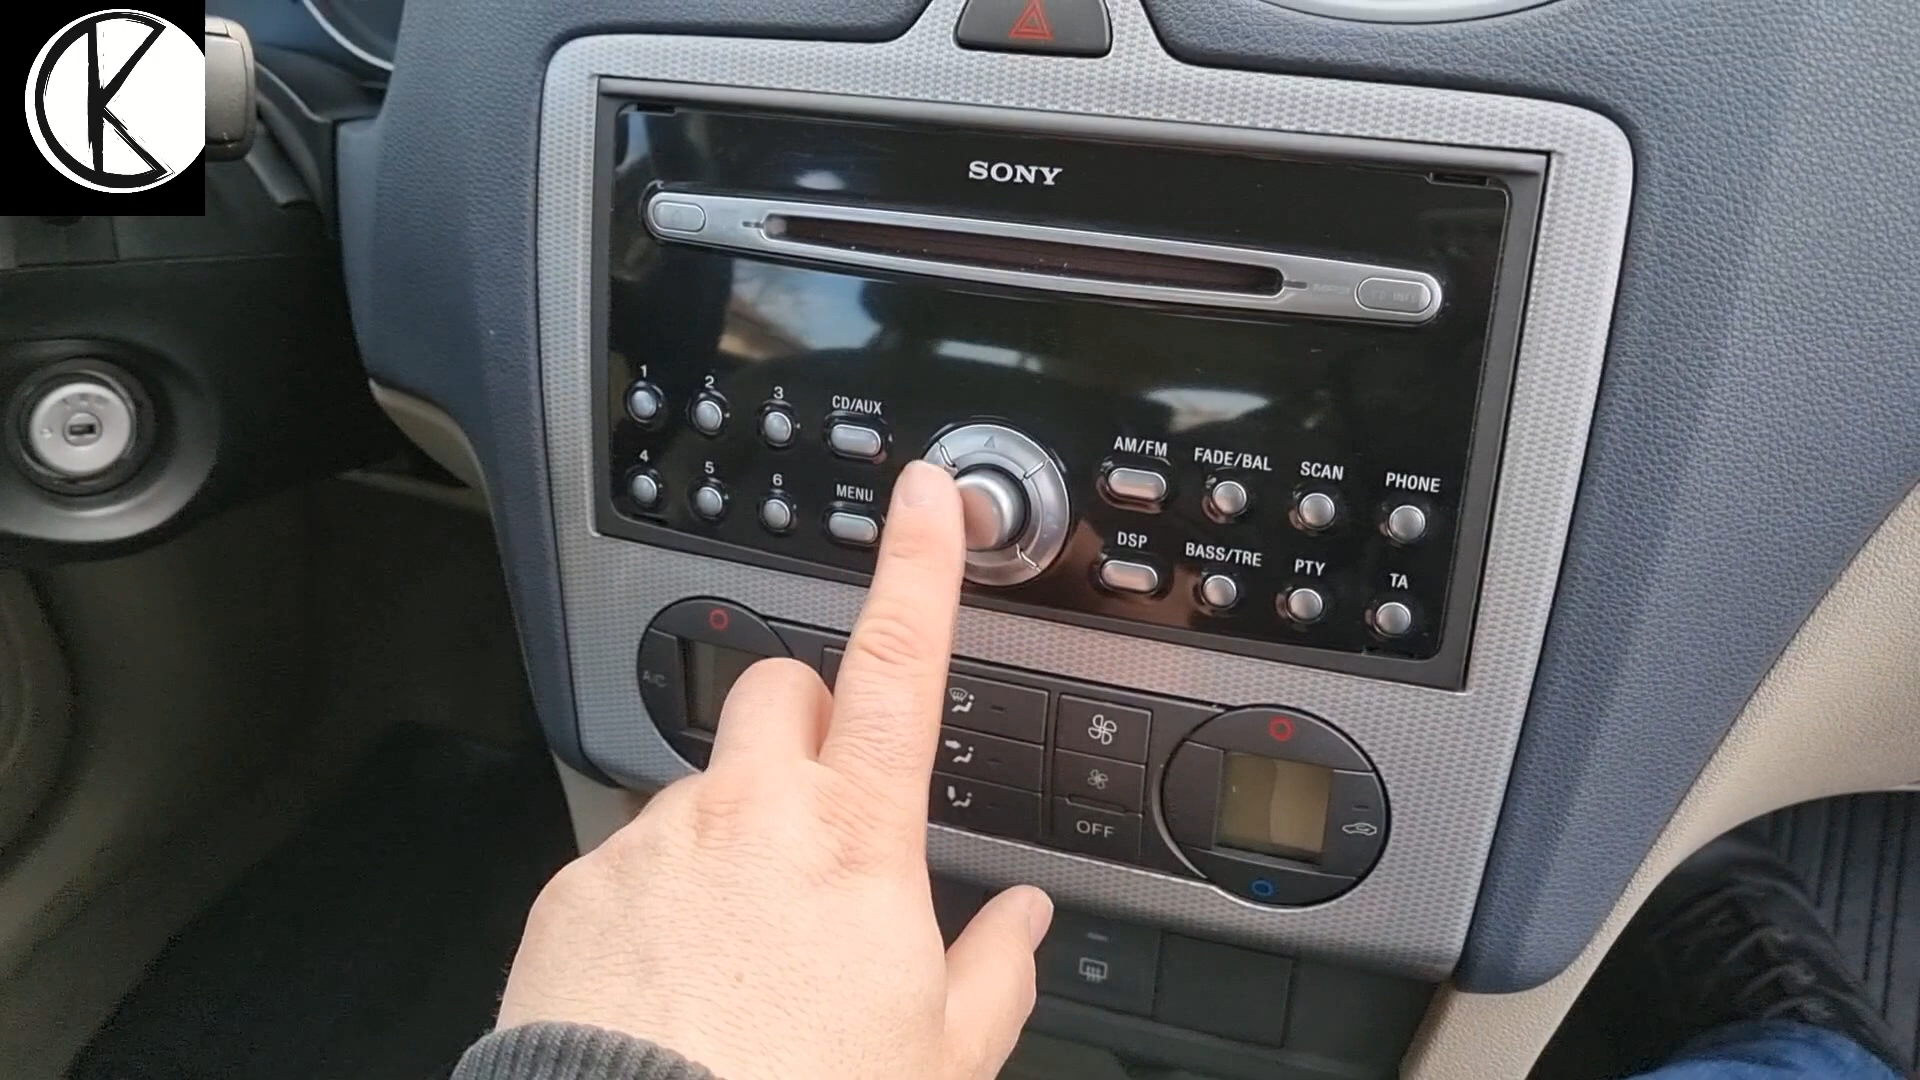 SONY
1
2
3
CD/AUX
4
5
6
MENU
AM/FM
FADE/BAL
SCAN
PHONE
DSP
BASS/TRE
PTY
TA
A/C
OFF